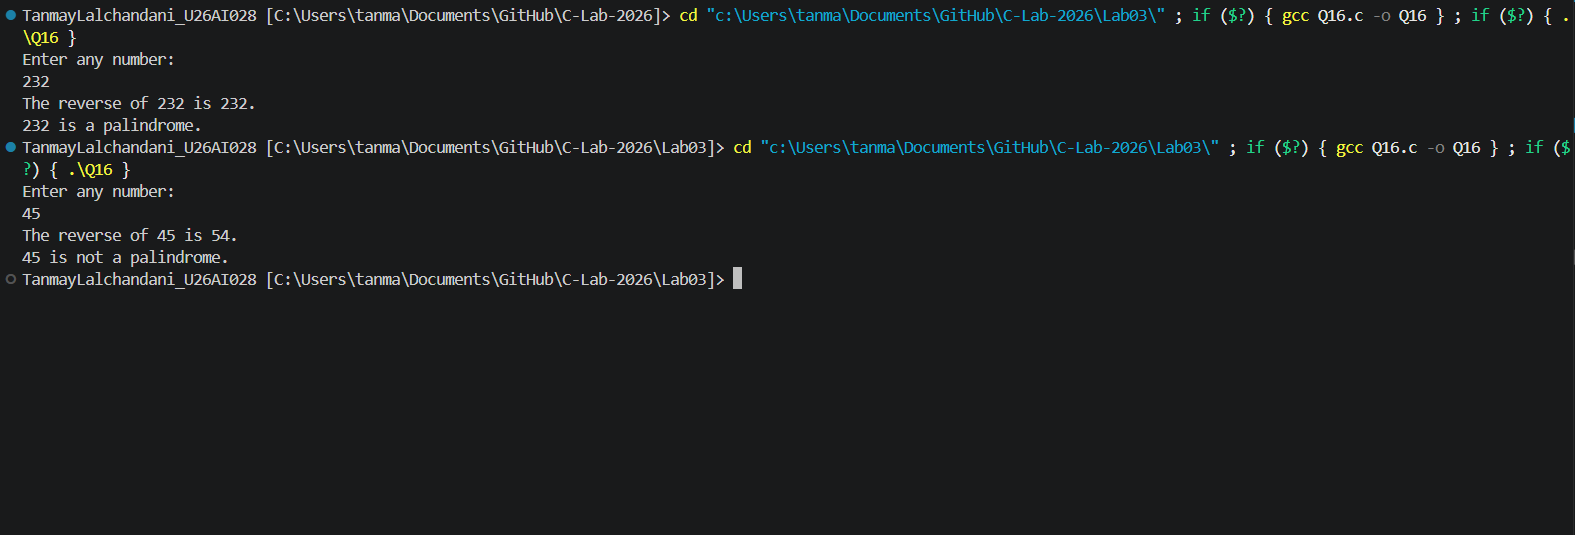 TanmayLalchandani_U26AI028 [C:\Users\tanma\Documents\GitHub\C-Lab-2026]> cd "c:\Users\tanma\Documents\GitHub\C-Lab-2026\Lab03\" ; if ($?) { gcc Q16.c -o Q16 } ; if ($?) { .
\Q16 }
Enter any number:
232
The reverse of 232 is 232.
232 is a palindrome.
TanmayLalchandani_U26AI028 [C:\Users\tanma\Documents\GitHub\C-Lab-2026\Lab03]> cd "c:\Users\tanma\Documents\GitHub\C-Lab-2026\Lab03\" ; if ($?) { gcc Q16.c -o Q16 } ; if ($
?) { .\Q16 }
Enter any number:
45
The reverse of 45 is 54.
45 is not a palindrome.
TanmayLalchandani_U26AI028 [C:\Users\tanma\Documents\GitHub\C-Lab-2026\Lab03]>